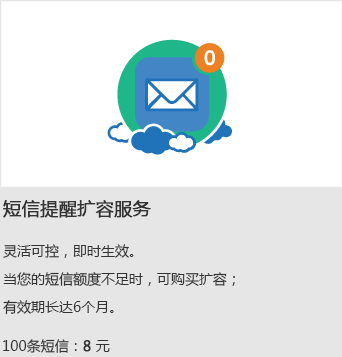 0
短信提醒扩容服务
灵活可控，即时生效。
当您的短信额度不足时，可购买扩容；
有效期长达6个月。
100条短信：8 元